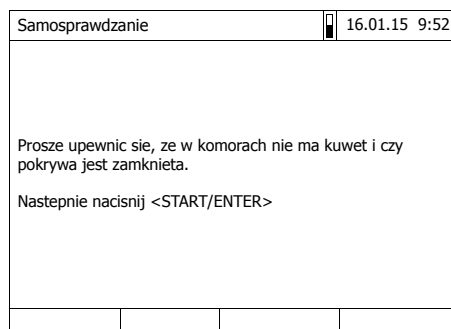 Samosprawdzanie 16.01.15 9:52
Prosze upewnic sie, ze w komorach nie ma kuwet i czy
pokrywa jest zamknieta.
Nastepnie nacisnij <START/ENTER>